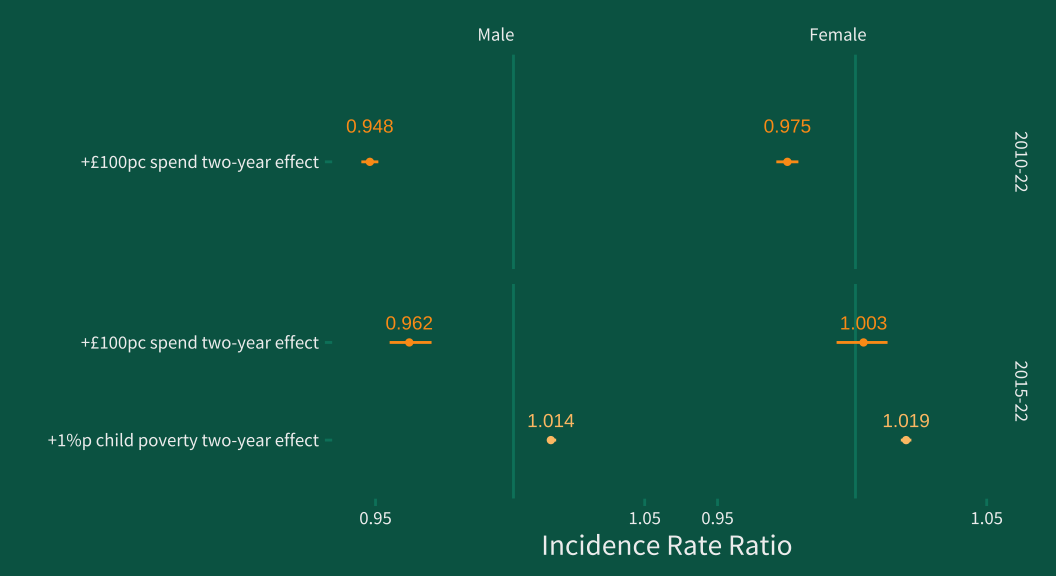 Male
Female
0.948
0.975
+£100pc spend two-year effect
2010-22
0.962
1.003
+£100pc spend two-year effect
2015-22
1.014
1.019
+1%p child poverty two-year effect
0.95
1.05
0.95
1.05
Incidence Rate Ratio